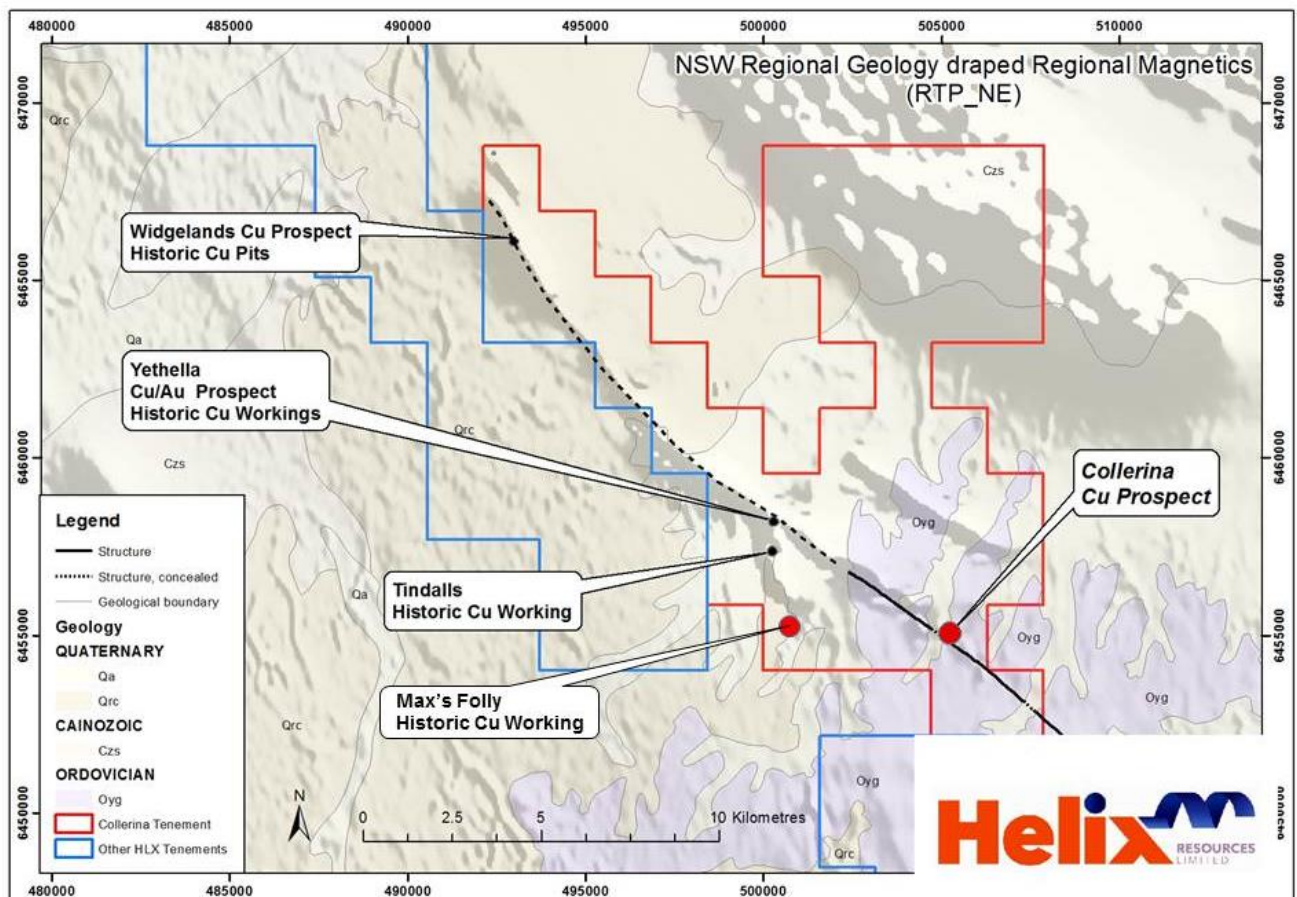 480000
485000
490000
495000
500000
505000
510000
NSW Regional Geology draped Regional Magnetics
(RTP_NE)
6470000
6470000
Qrc
Czs
Widgelands Cu Prospect
Historic Cu Pits
6465000
6465000
Qa
Yethella
Cu/Au Prospect
Historic Cu Workings
Qrc
Czs
6460000
6460000
Collerina
Cu Prospect
Oyg
Legend
Structure
Structure, concealed
Geological boundary
Geology
QUATERNARY
Qa
Qrc
CAINOZOIC
Czs
ORDOVICIAN
Oyg
Collerina Tenement
Other HLX Tenements
Qa
Tindalls
Historic Cu Working
6455000
6455000
Oyg
Max's Folly
Historic Cu Working
Oyg
Qrc
Oyg
N
0
2.5
5
10 Kilometres
6450000
Qrc
Helix
RESOURCES
LIMITED
480000
485000
490000
495000
500000